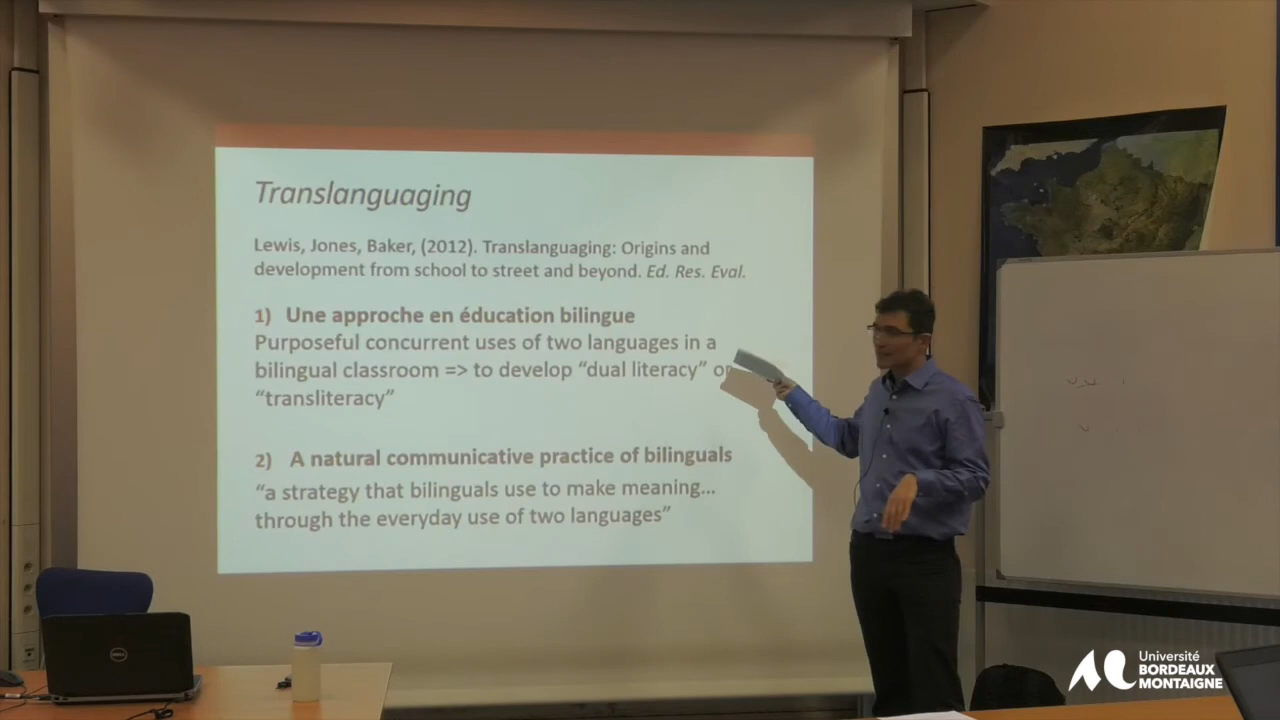 Translanguaging
Lewis, Jones, Baker, (2012). Translanguaging: Origins and
development from school to street and beyond. Ed. Res. Eval.
1) Une approche en éducation bilingue
Purposeful concurrent uses of two languages in a
bilingual classroom => to develop “dual literacy” or
“transliteracy”
2) A natural communicative practice of bilinguals
“a strategy that bilinguals use to make meaning...
through the everyday use of two languages”
DELL
Université
BORDEAUX
MONTAIGNE